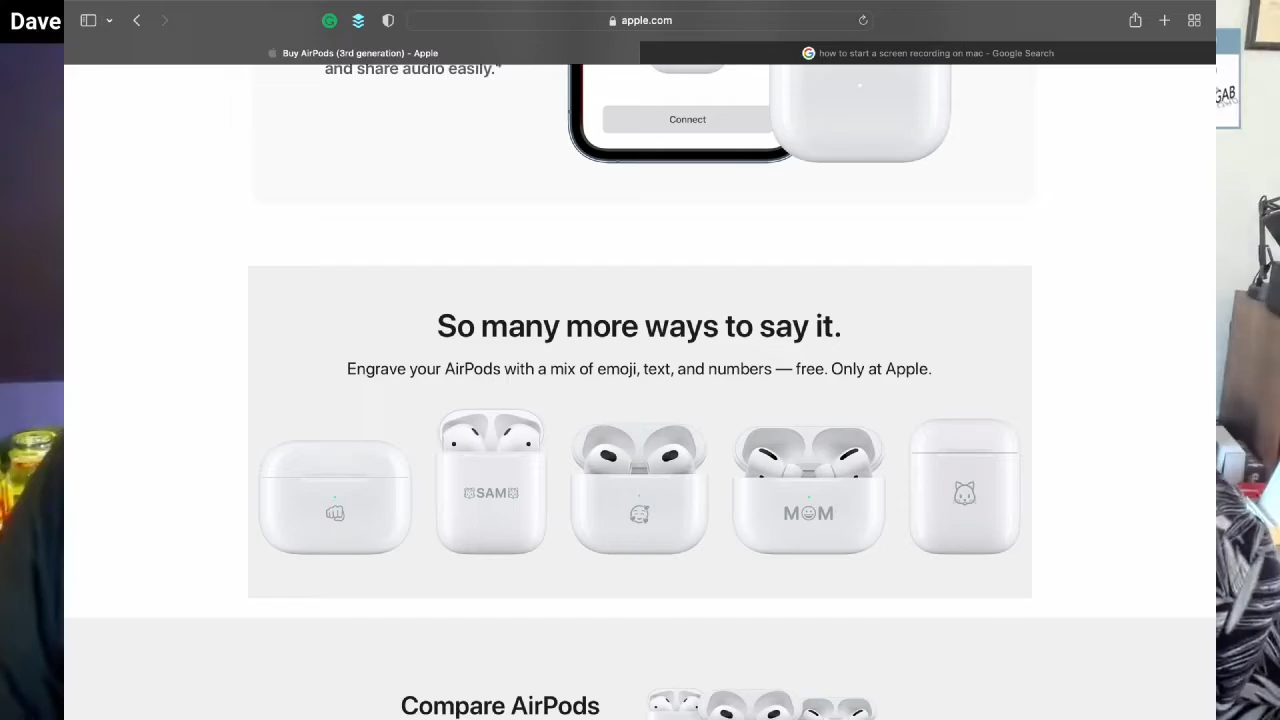 Dave
apple.com
Buy AirPods (3rd generation) - Apple
how to start a screen recording on mac - Google Search
and share audio easily.
Connect
GAB
So many more ways to say it.
Engrave your AirPods with a mix of emoji, text, and numbers — free. Only at Apple.
SAM
M😀M
Compare AirPods